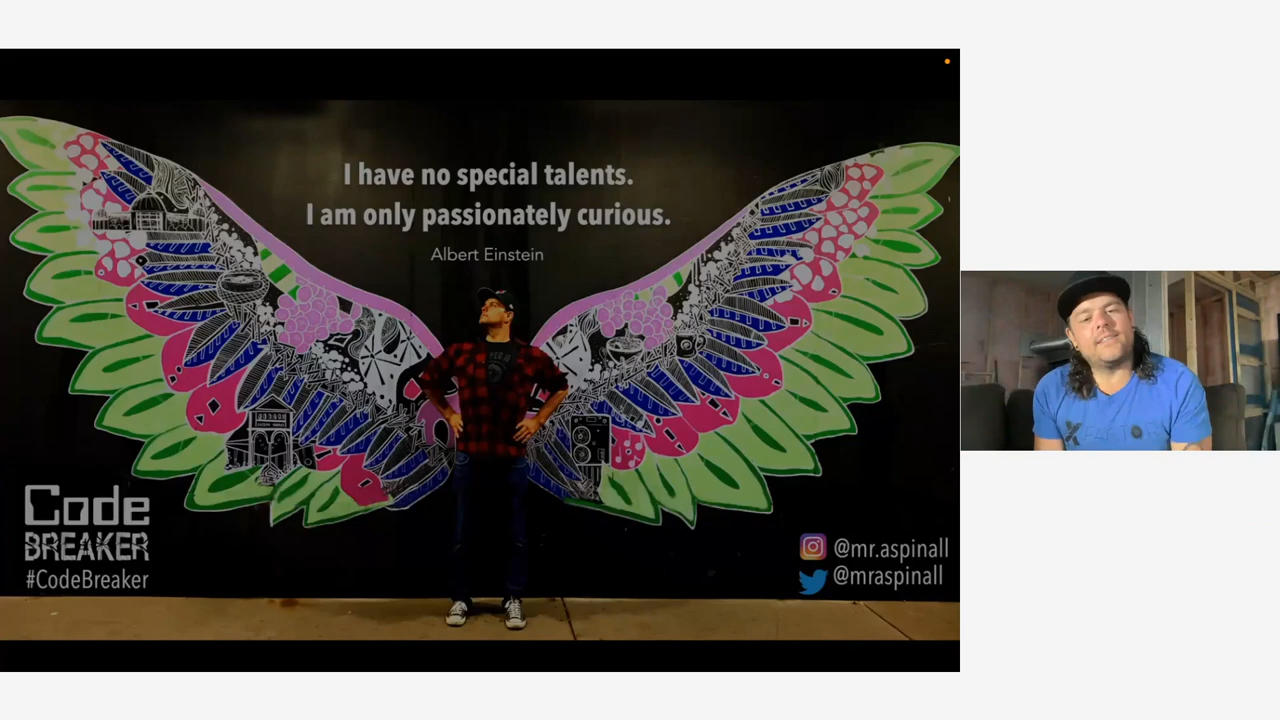 I have no special talents.
I am only passionately curious.
Albert Einstein
Code
BREAKER
#CodeBreaker
@mr.aspinall
@mraspinall